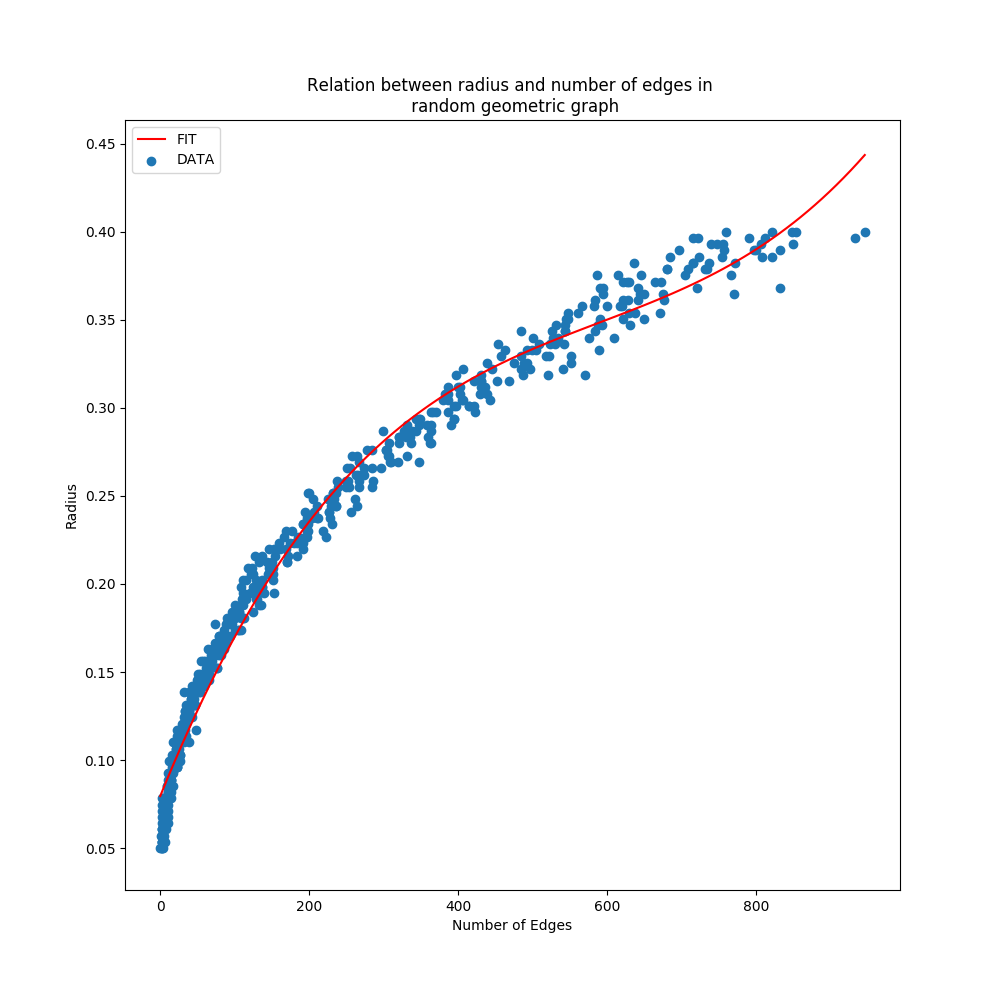 Relation between radius and number of edges in
random geometric graph
FIT
DATA
0.45
0.40
0.35
0.30
0.25
0.20
0.15
0.10
0.05
Radius
0 200 400 600 800
Number of Edges